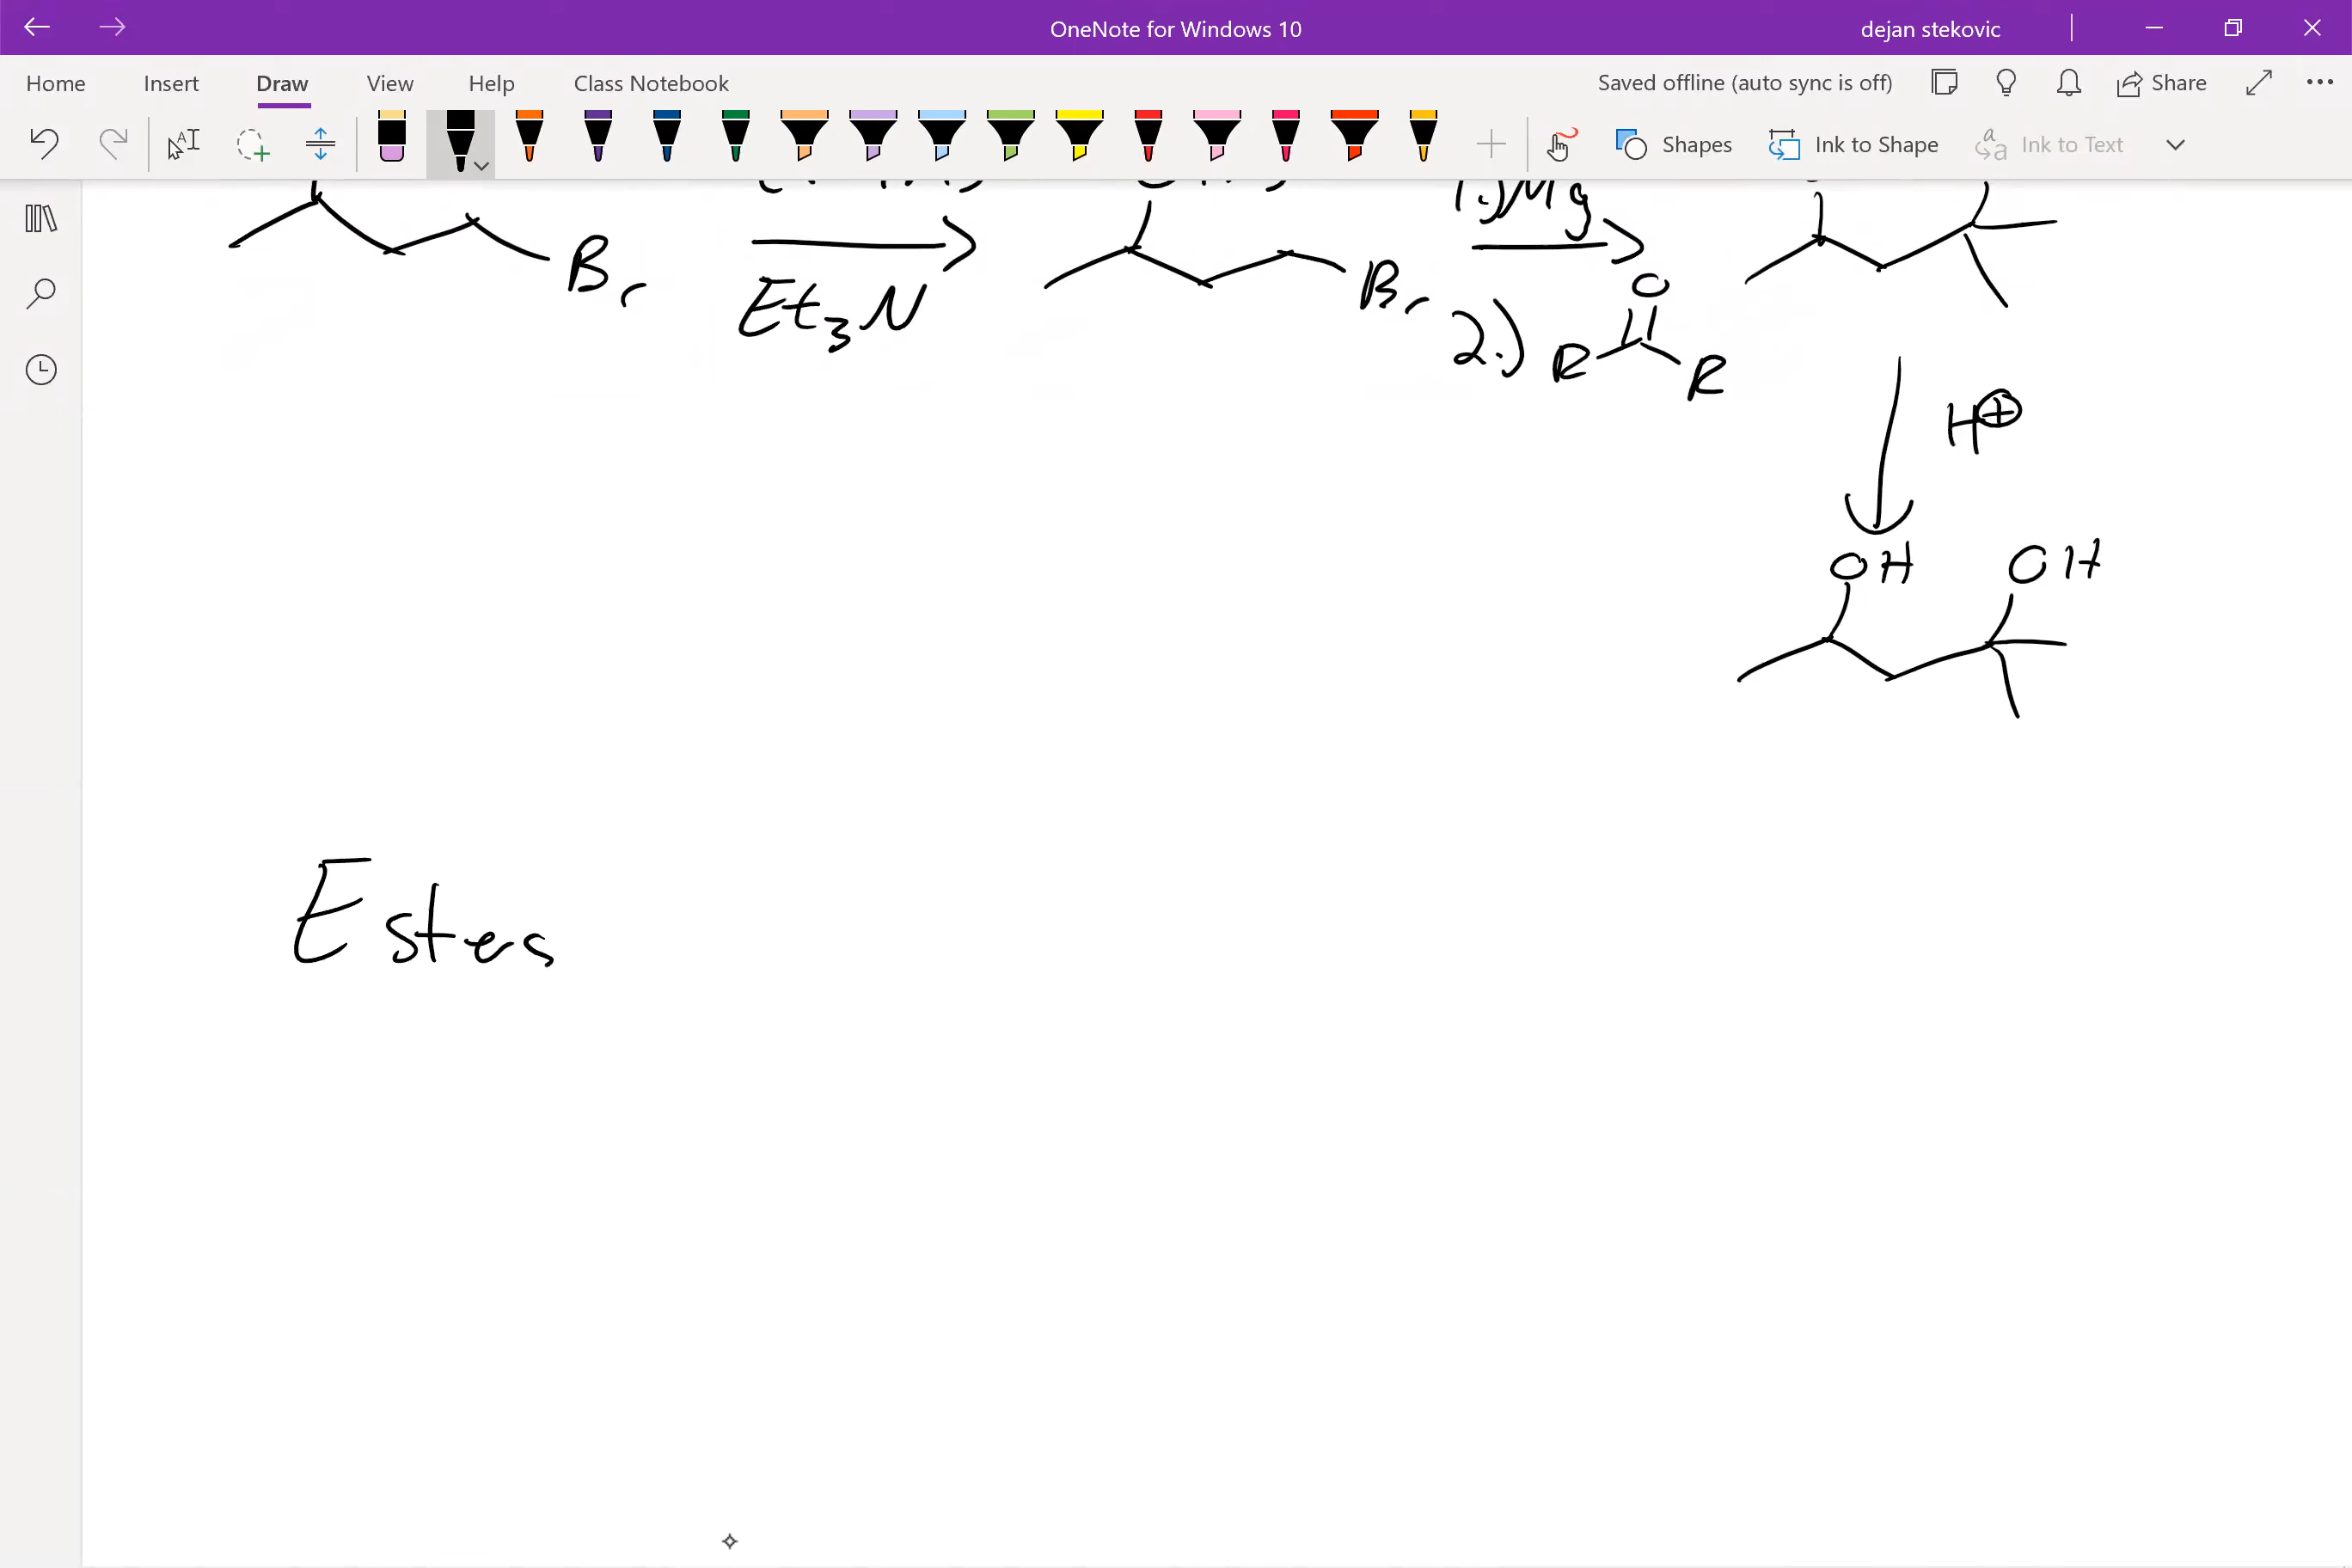 OneNote for Windows 10
dejan stekovic
Home Insert Draw View Help Class Notebook
Saved offline (auto sync is off) Share
Shapes Ink to Shape Ink to Text
1.) Mg
Br
Et₃N
Br
2.)
O
R R
H⊕
OH OH
Esters